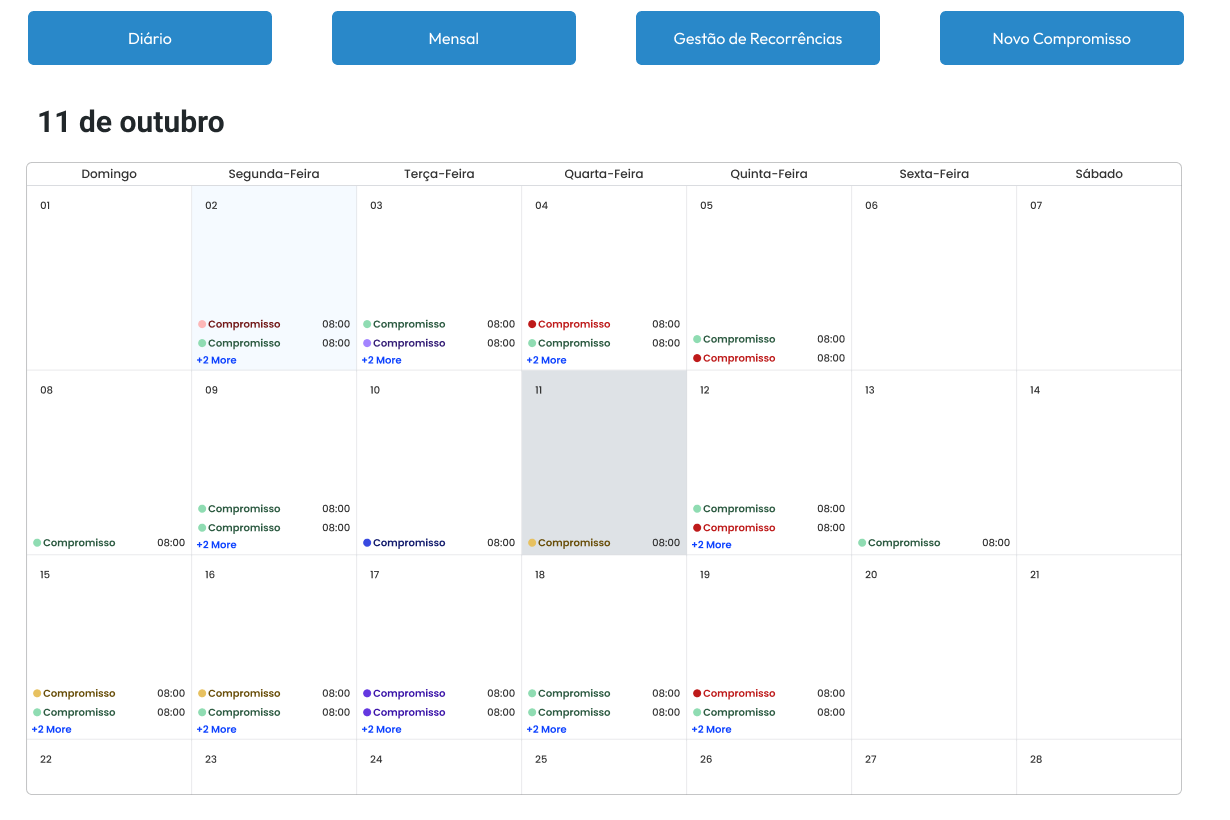 Diário Mensal Gestão de Recorrências Novo Compromisso
11 de outubro
Domingo Segunda-Feira Terça-Feira Quarta-Feira Quinta-Feira Sexta-Feira Sábado
01 02 03 04 05 06 07
Compromisso 08:00 Compromisso 08:00 Compromisso 08:00
Compromisso 08:00
Compromisso 08:00 Compromisso 08:00 Compromisso 08:00
Compromisso 08:00
+2 More +2 More +2 More
08 09 10 11 12 13 14
Compromisso 08:00 Compromisso 08:00
Compromisso 08:00 Compromisso 08:00
Compromisso 08:00 Compromisso 08:00 Compromisso 08:00 Compromisso 08:00
+2 More +2 More
15 16 17 18 19 20 21
Compromisso 08:00 Compromisso 08:00 Compromisso 08:00 Compromisso 08:00 Compromisso 08:00
Compromisso 08:00 Compromisso 08:00 Compromisso 08:00 Compromisso 08:00 Compromisso 08:00
+2 More +2 More +2 More +2 More +2 More
22 23 24 25 26 27 28